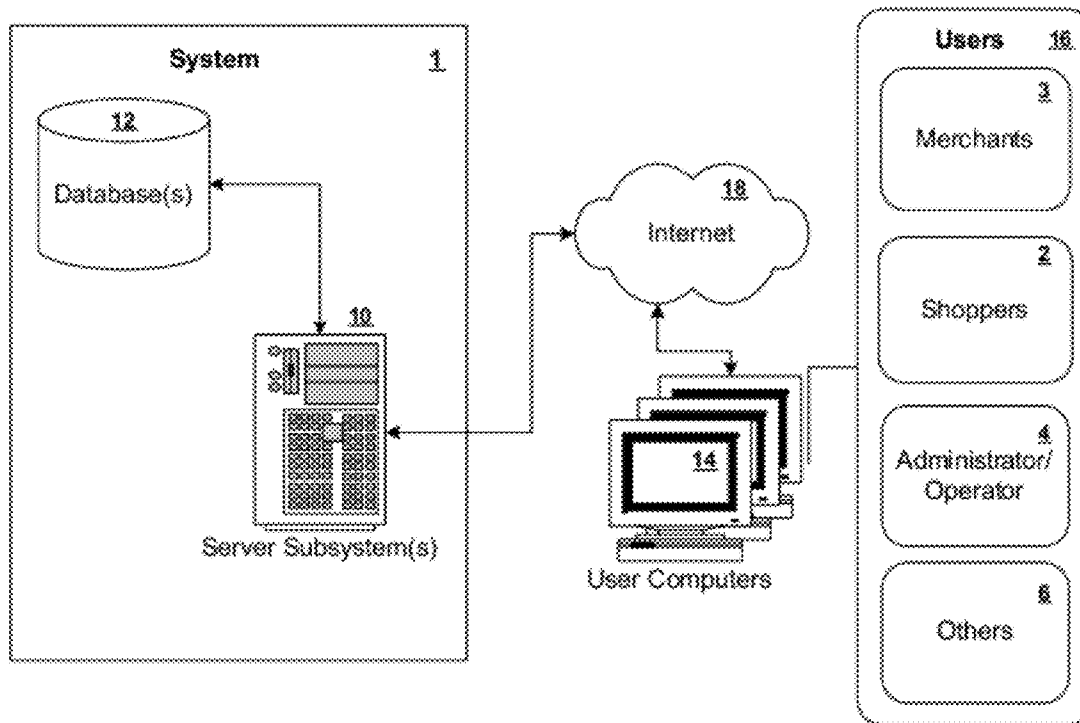 System 1
12
Database(s)
10
Server Subsystem(s)
18
Internet
14
User Computers
Users 16
3
Merchants
2
Shoppers
4
Administrator/
Operator
6
Others